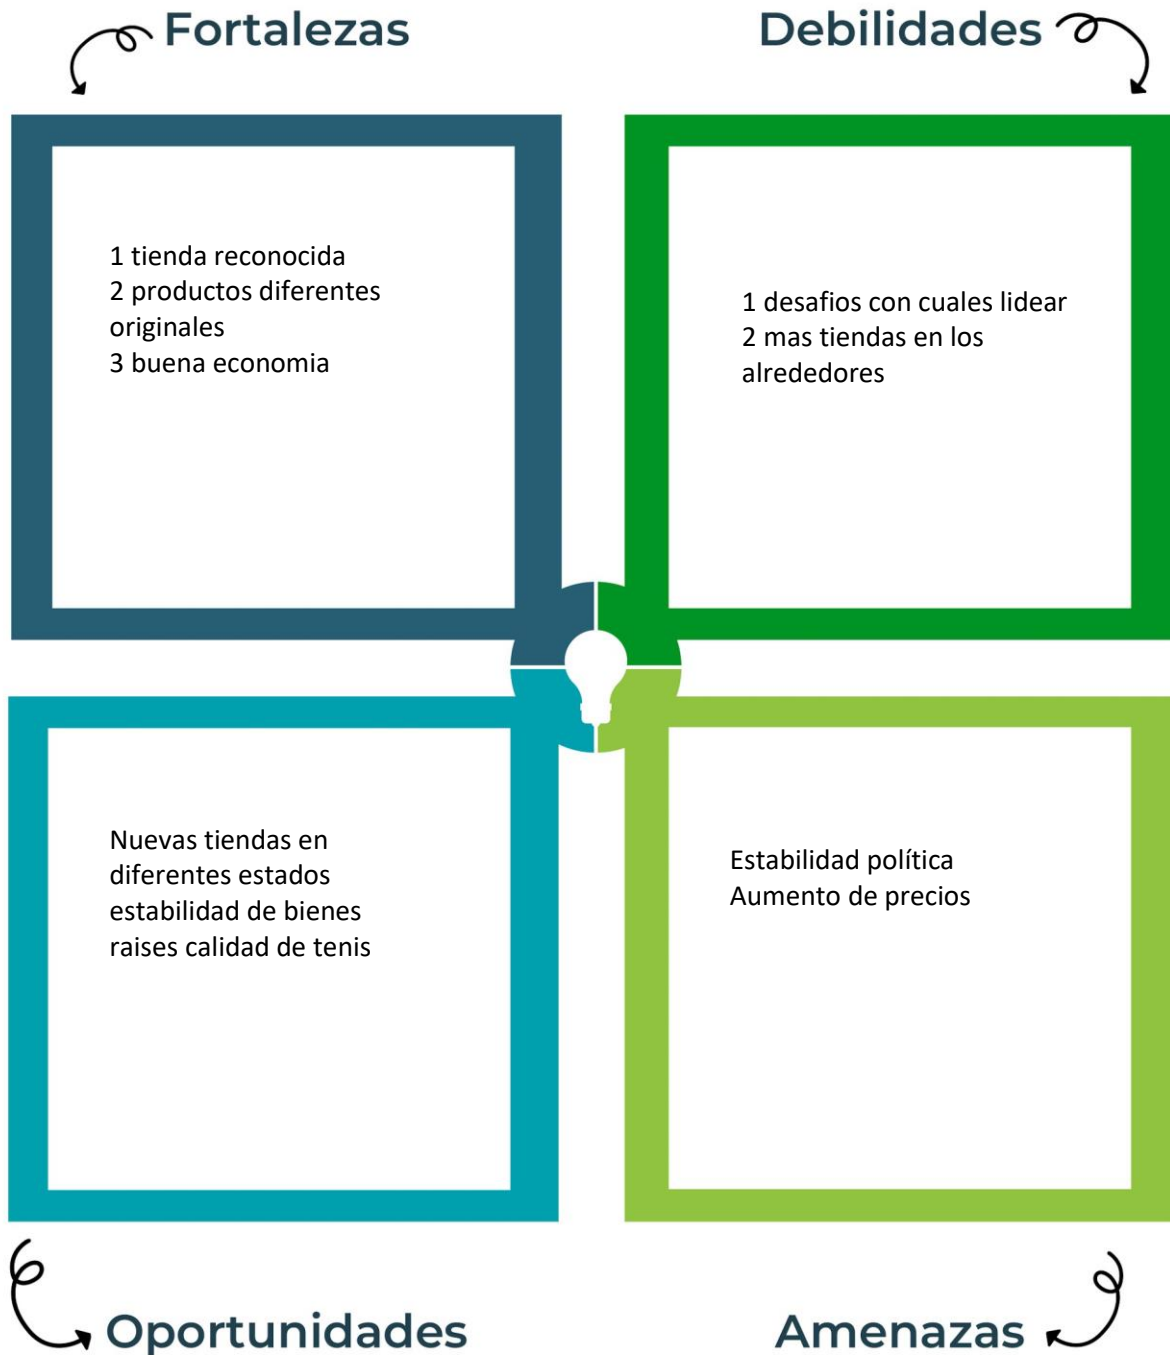 Fortalezas
Debilidades
1 tienda reconocida
2 productos diferentes
originales
3 buena economia
1 desafios con cuales lidear
2 mas tiendas en los
alrededores
Nuevas tiendas en
diferentes estados
estabilidad de bienes
raises calidad de tenis
Estabilidad política
Aumento de precios
Oportunidades
Amenazas